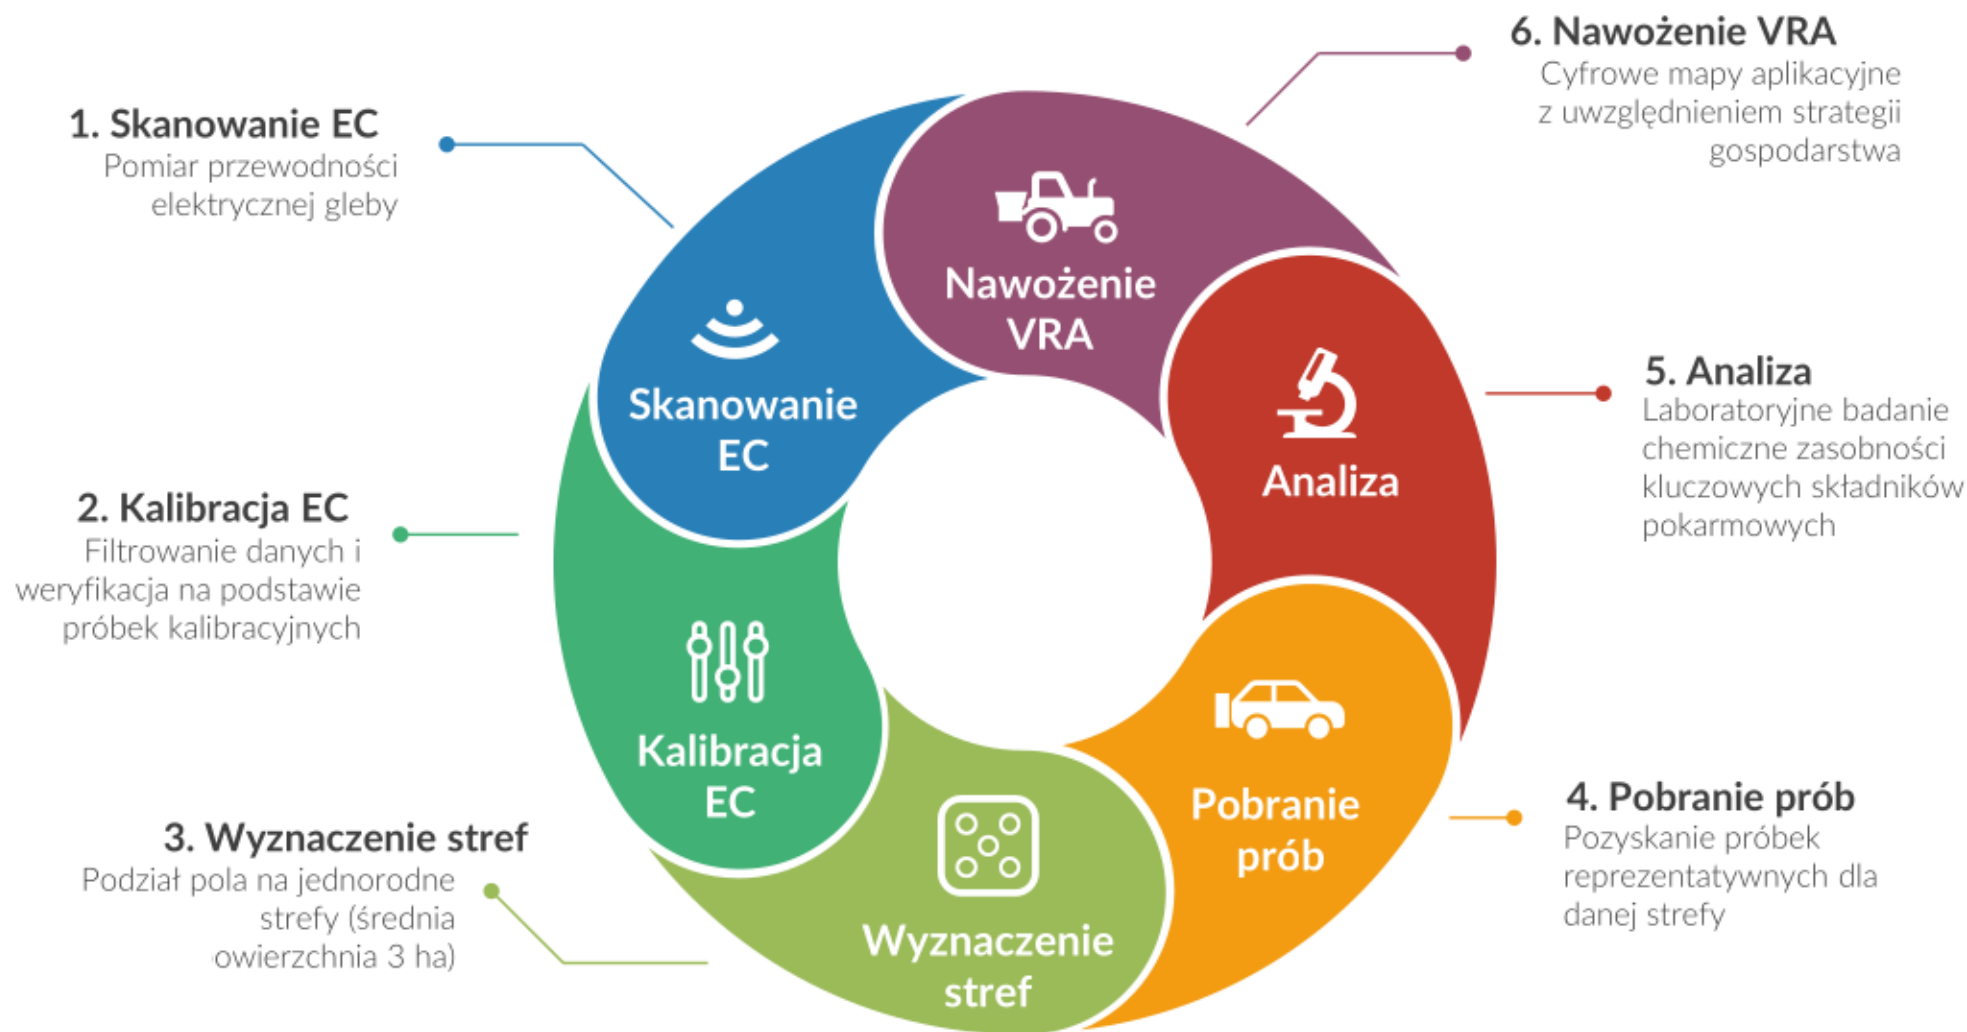 1. Skanowanie EC
Pomiar przewodności
elektrycznej gleby
2. Kalibracja EC
Filtrowanie danych i
weryfikacja na podstawie
próbek kalibracyjnych
3. Wyznaczenie stref
Podział pola na jednorodne
strefy (średnia
owierzchnia 3 ha)
4. Pobranie prób
Pozyskanie próbek
reprezentatywnych dla
danej strefy
5. Analiza
Laboratoryjne badanie
chemiczne zasobności
kluczowych składników
pokarmowych
6. Nawożenie VRA
Cyfrowe mapy aplikacyjne
z uwzględnieniem strategii
gospodarstwa
Skanowanie
EC
Kalibracja
EC
Wyznaczenie
stref
Pobranie
prób
Analiza
Nawożenie
VRA